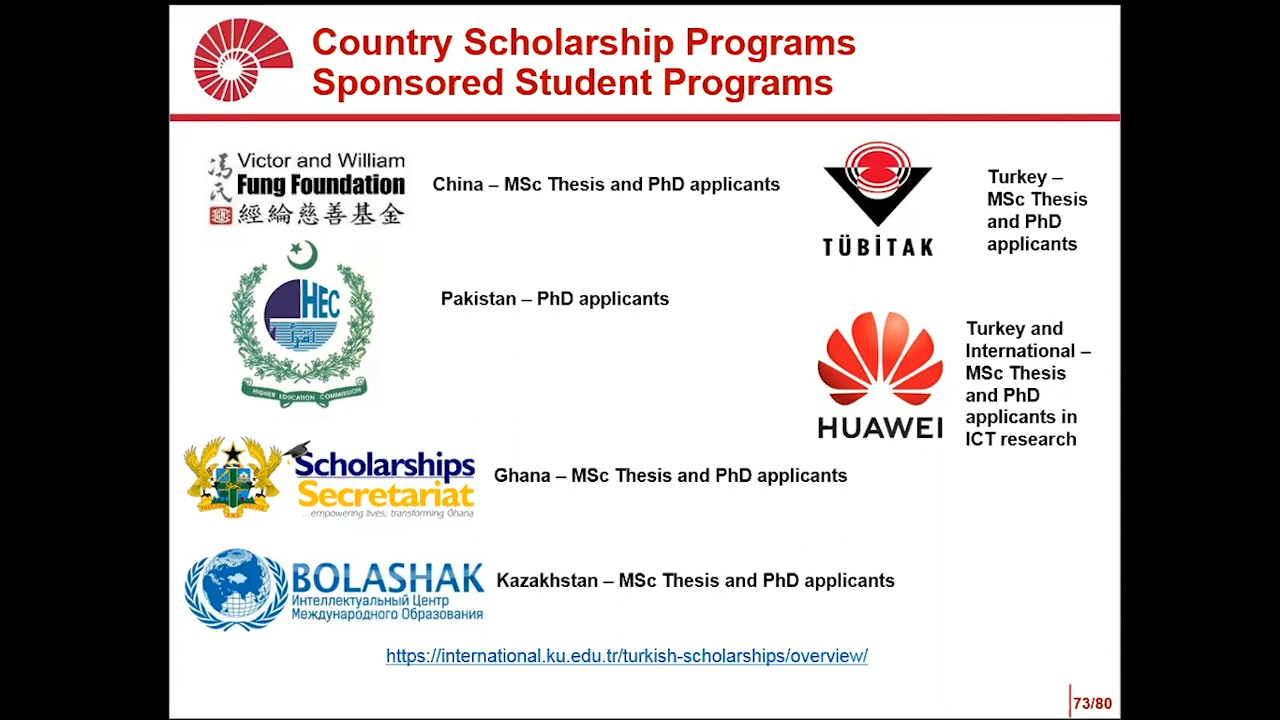 Country Scholarship Programs
Sponsored Student Programs
Victor and William
Fung Foundation
馮氏
經綸慈善基金
China – MSc Thesis and PhD applicants
TÜBİTAK
Turkey –
MSc Thesis
and PhD
applicants
HEC
HIGHER EDUCATION COMMISSION
Pakistan – PhD applicants
HUAWEI
Turkey and
International –
MSc Thesis
and PhD
applicants in
ICT research
Scholarships
Secretariat
...empowering lives; transforming Ghana
Ghana – MSc Thesis and PhD applicants
BOLASHAK
Интеллектуальный Центр
Международного Образования
Kazakhstan – MSc Thesis and PhD applicants
https://international.ku.edu.tr/turkish-scholarships/overview/
73/80